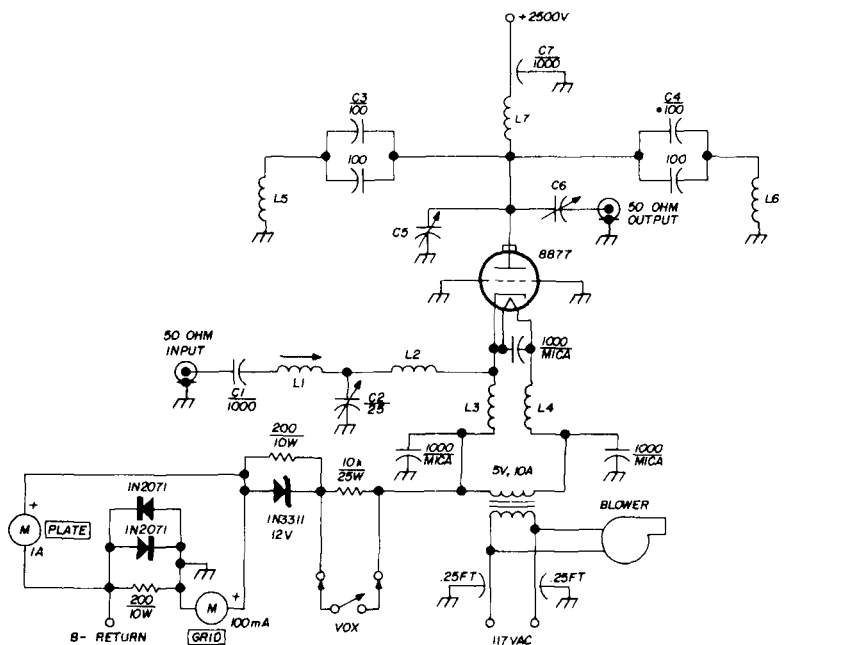 +2500V
C7
1000
C3
100
C4
100
L7
100
100
L5
L6
C6
C5
50 OHM
OUTPUT
8877
50 OHM
INPUT
1000
MICA
L2
L1
C1
1000
C2
25
L3
L4
200
10W
1000
MICA
1000
MICA
10k
25W
5V, 10A
1N2071
+
1N3311
12V
BLOWER
M
PLATE
1A
1N2071
.25FT
.25FT
200
10W
M
+
100mA
VOX
B- RETURN
GRID
117VAC